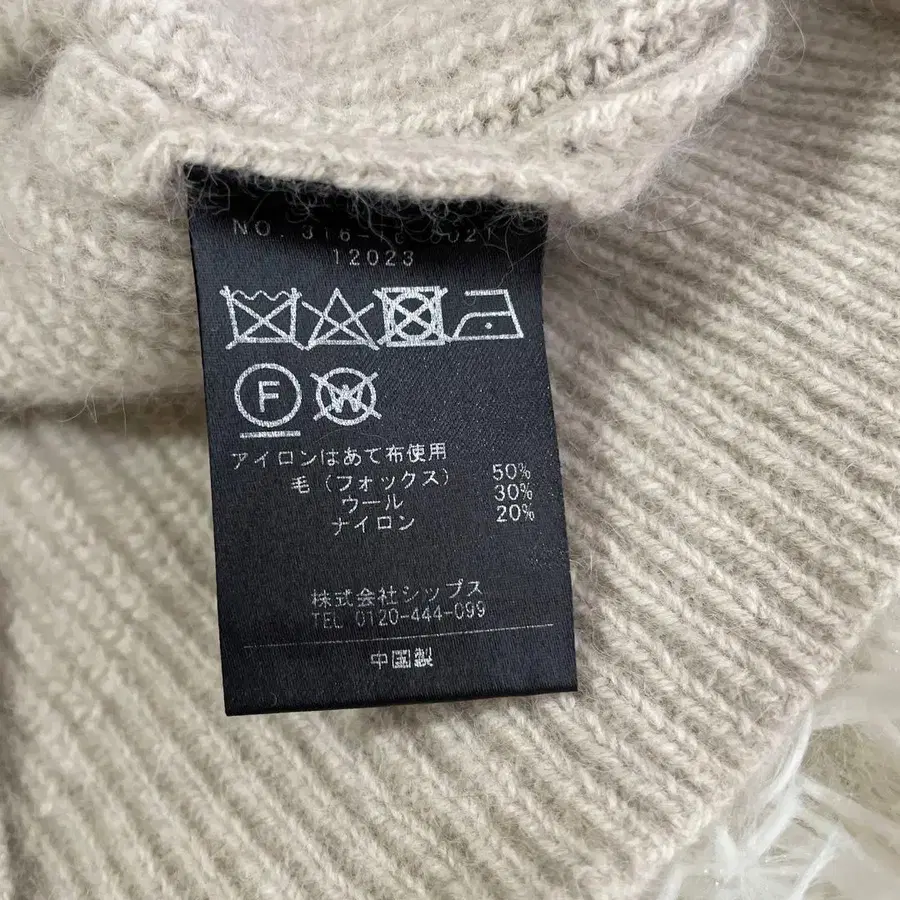 NO. 316-
12023
F
W
アイロンはあて布使用
毛（フォックス） 50%
ウール 30%
ナイロン 20%
株式会社シップス
TEL 0120-444-099
中国製